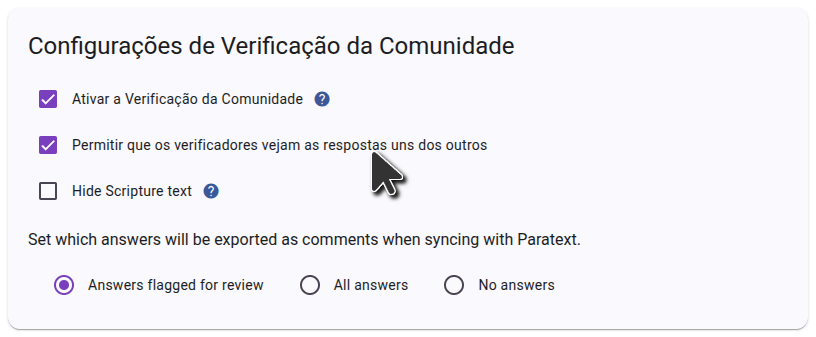 Configurações de Verificação da Comunidade
Ativar a Verificação da Comunidade ?
Permitir que os verificadores vejam as respostas uns dos outros
Hide Scripture text ?
Set which answers will be exported as comments when syncing with Paratext.
Answers flagged for review All answers No answers